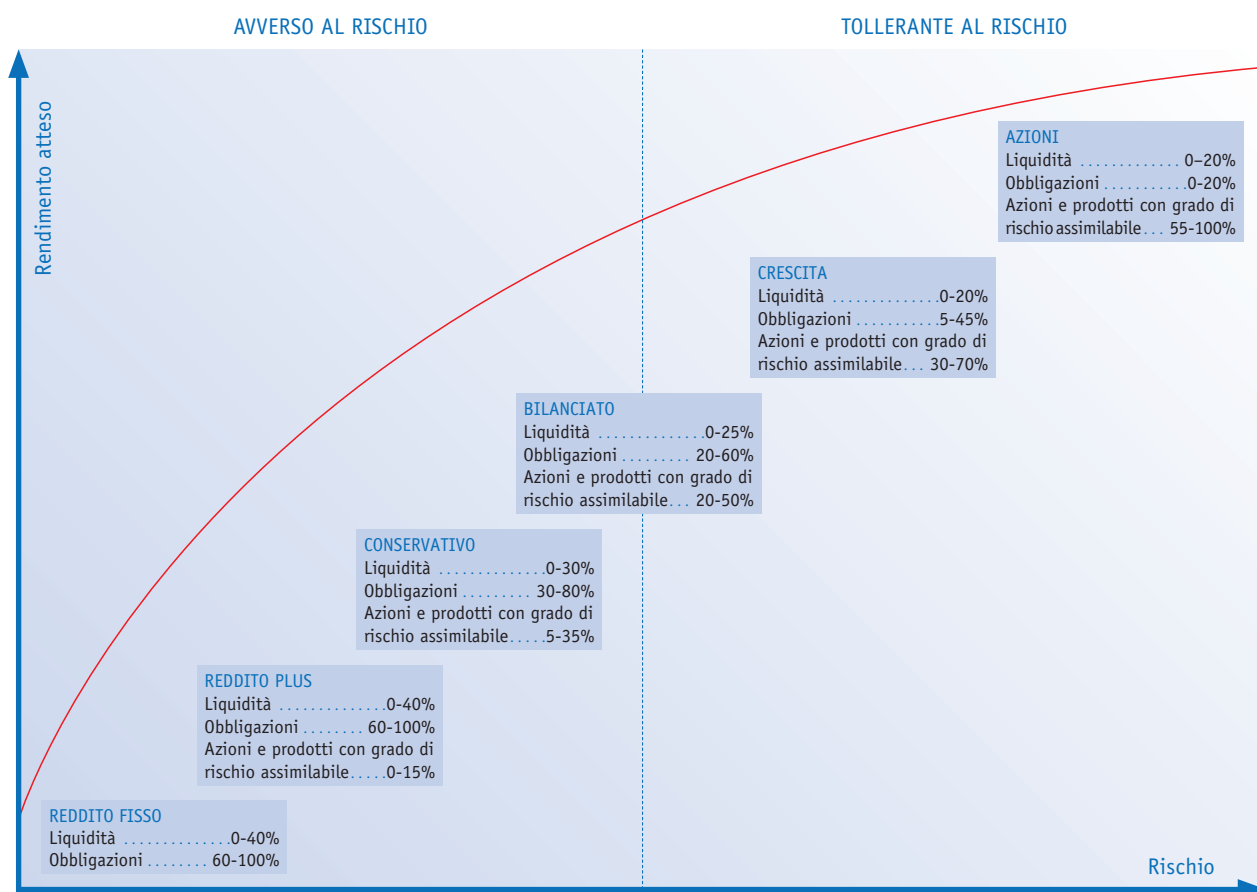 AVVERSO AL RISCHIO
TOLLERANTE AL RISCHIO
Rendimento atteso
AZIONI
Liquidità ............. 0–20%
Obbligazioni ...........0-20%
Azioni e prodotti con grado di
rischio assimilabile... 55-100%
CRESCITA
Liquidità ..............0-20%
Obbligazioni ...........5-45%
Azioni e prodotti con grado di
rischio assimilabile... 30-70%
BILANCIATO
Liquidità ..............0-25%
Obbligazioni ......... 20-60%
Azioni e prodotti con grado di
rischio assimilabile... 20-50%
CONSERVATIVO
Liquidità ..............0-30%
Obbligazioni ......... 30-80%
Azioni e prodotti con grado di
rischio assimilabile.....5-35%
REDDITO PLUS
Liquidità ..............0-40%
Obbligazioni ........ 60-100%
Azioni e prodotti con grado di
rischio assimilabile.....0-15%
REDDITO FISSO
Liquidità ..............0-40%
Obbligazioni ........ 60-100%
Rischio